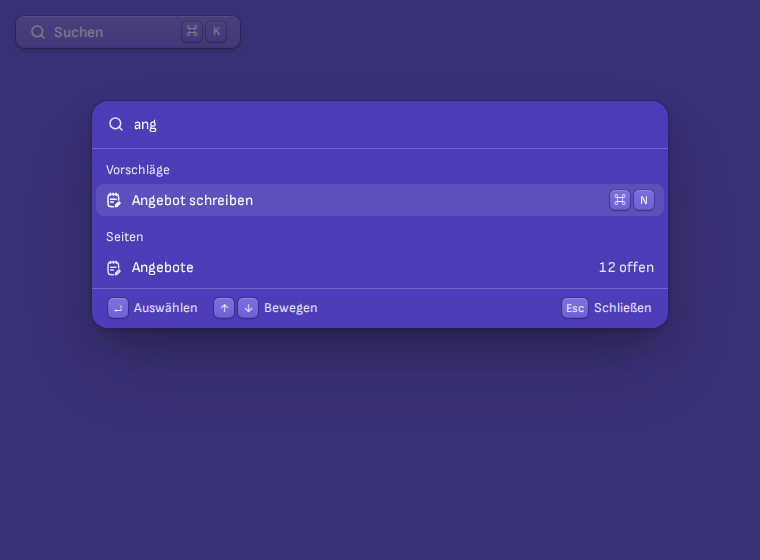 Suchen ⌘ K
ang
Vorschläge
Angebot schreiben ⌘ N
Seiten
Angebote 12 offen
↵ Auswählen ↑ ↓ Bewegen Esc Schließen